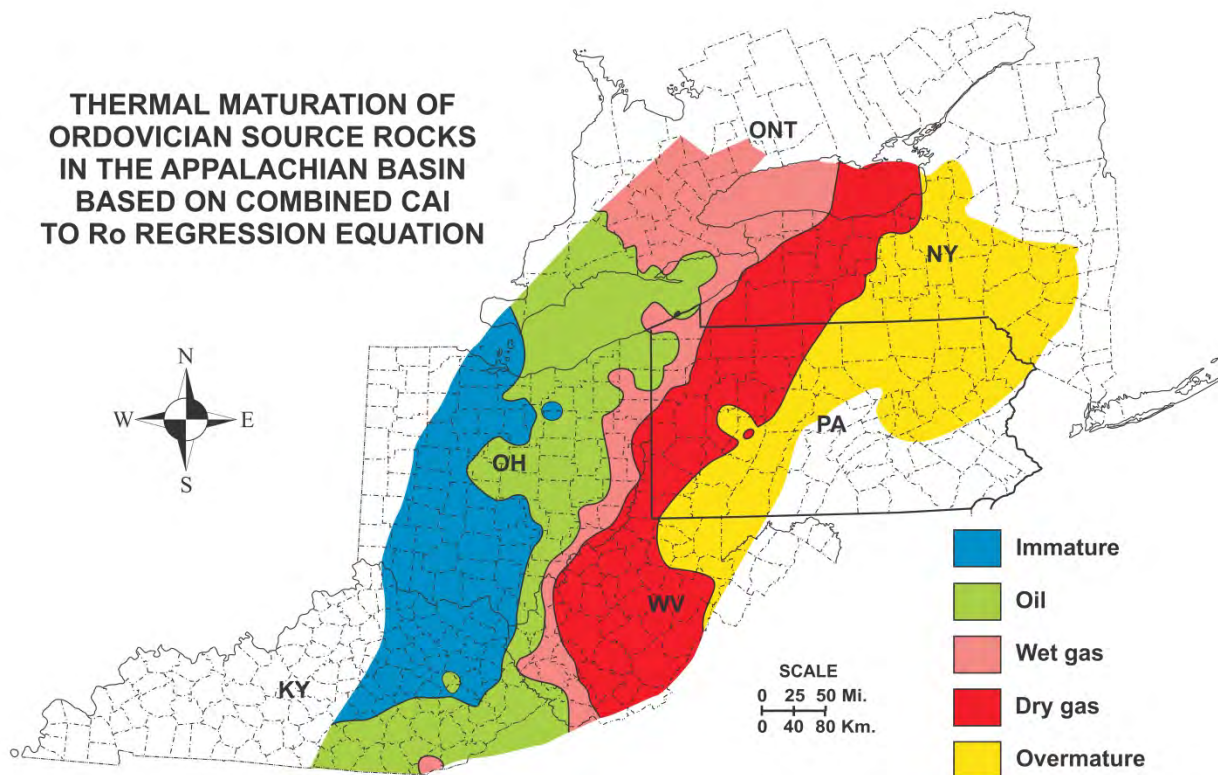 THERMAL MATURATION OF
ORDOVICIAN SOURCE ROCKS
IN THE APPALACHIAN BASIN
BASED ON COMBINED CAI
TO Ro REGRESSION EQUATION
ONT
NY
N
W E
S
PA
OH
WV
KY
SCALE
0 25 50 Mi.
0 40 80 Km.
Immature
Oil
Wet gas
Dry gas
Overmature